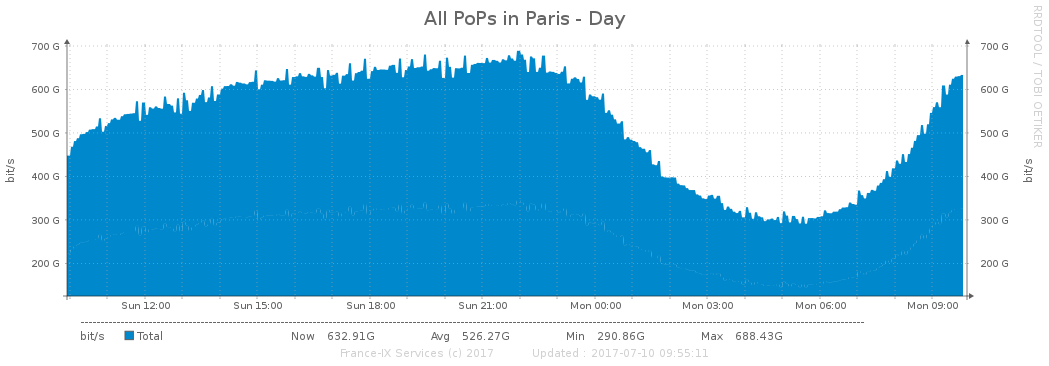 All PoPs in Paris - Day
RRDTOOL / TOBI OETIKER
700 G 700 G
600 G 600 G
500 G 500 G
400 G 400 G
300 G 300 G
200 G 200 G
bit/s bit/s
Sun 12:00 Sun 15:00 Sun 18:00 Sun 21:00 Mon 00:00 Mon 03:00 Mon 06:00 Mon 09:00
bit/s Total Now 632.91G Avg 526.27G Min 290.86G Max 688.43G
France-IX Services (c) 2017 Updated : 2017-07-10 09:55:11